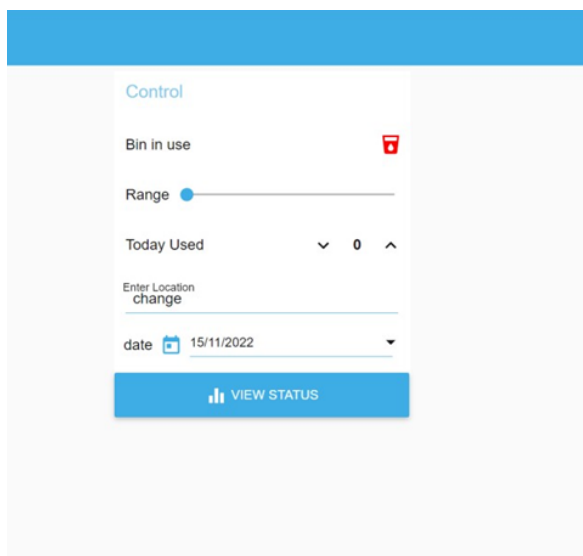 Control
Bin in use
Range
Today Used 0
Enter Location
change
date 15/11/2022
VIEW STATUS